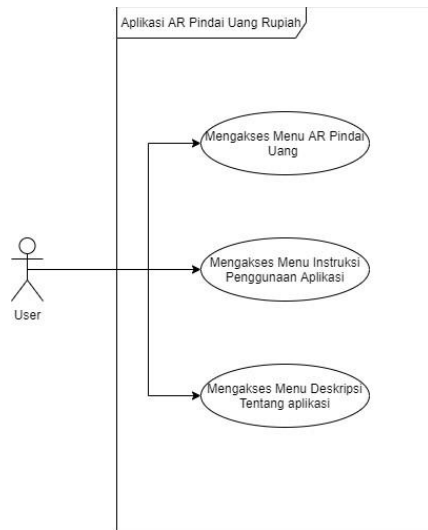 Aplikasi AR Pindai Uang Rupiah
Mengakses Menu AR Pindai
Uang
Mengakses Menu Instruksi
Penggunaan Aplikasi
User
Mengakses Menu Deskripsi
Tentang aplikasi